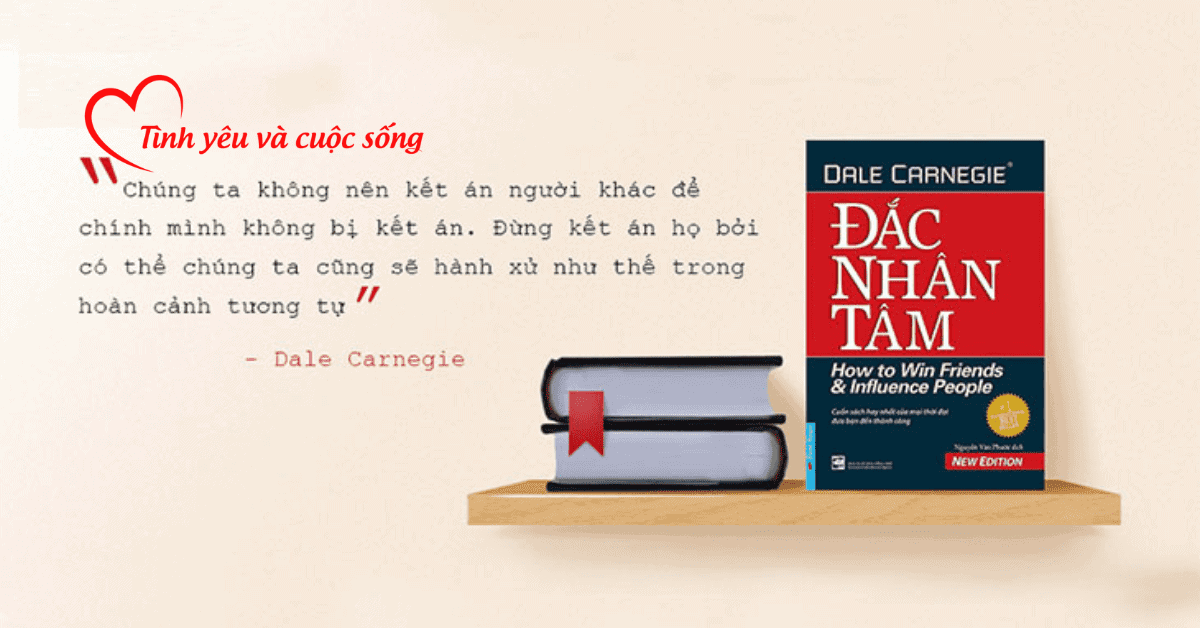 Tình yêu và cuộc sống
" Chúng ta không nên kết án người khác để
chính mình không bị kết án. Đừng kết án họ bởi
có thể chúng ta cũng sẽ hành xử như thế trong
hoàn cảnh tương tự "
- Dale Carnegie
DALE CARNEGIE®
ĐẮC
NHÂN
TÂM
How to Win Friends
& Influence People
Cuốn sách hay nhất của mọi thời đại
đưa bạn đến thành công
Nguyễn Văn Phước dịch
NEW EDITION